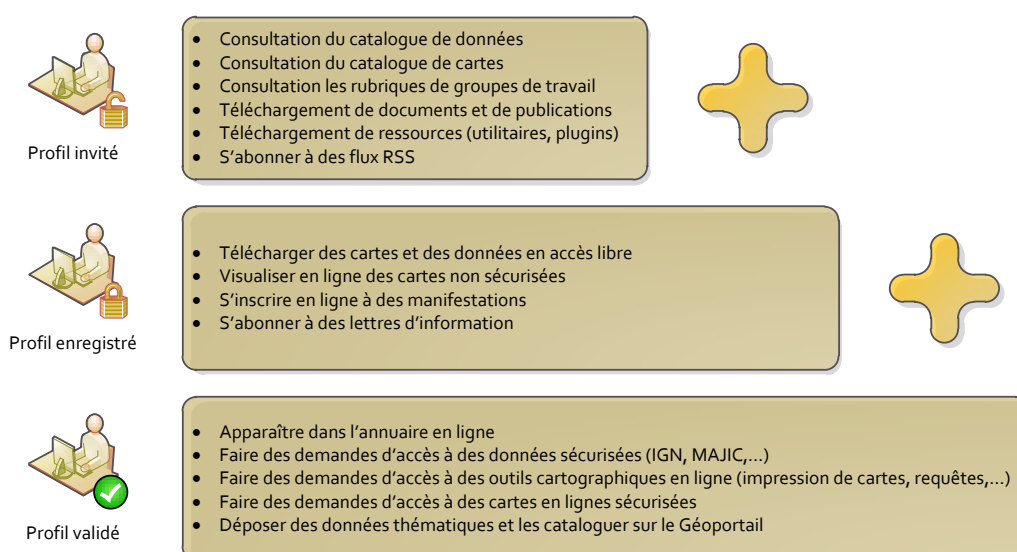 • Consultation du catalogue de données
• Consultation du catalogue de cartes
• Consultation les rubriques de groupes de travail
• Téléchargement de documents et de publications
• Téléchargement de ressources (utilitaires, plugins)
• S'abonner à des flux RSS
Profil invité
• Télécharger des cartes et des données en accès libre
• Visualiser en ligne des cartes non sécurisées
• S'inscrire en ligne à des manifestations
• S'abonner à des lettres d'information
Profil enregistré
• Apparaître dans l'annuaire en ligne
• Faire des demandes d'accès à des données sécurisées (IGN, MAJIC,...)
• Faire des demandes d'accès à des outils cartographiques en ligne (impression de cartes, requêtes,...)
• Faire des demandes d'accès à des cartes en lignes sécurisées
• Déposer des données thématiques et les cataloguer sur le Géoportail
Profil validé